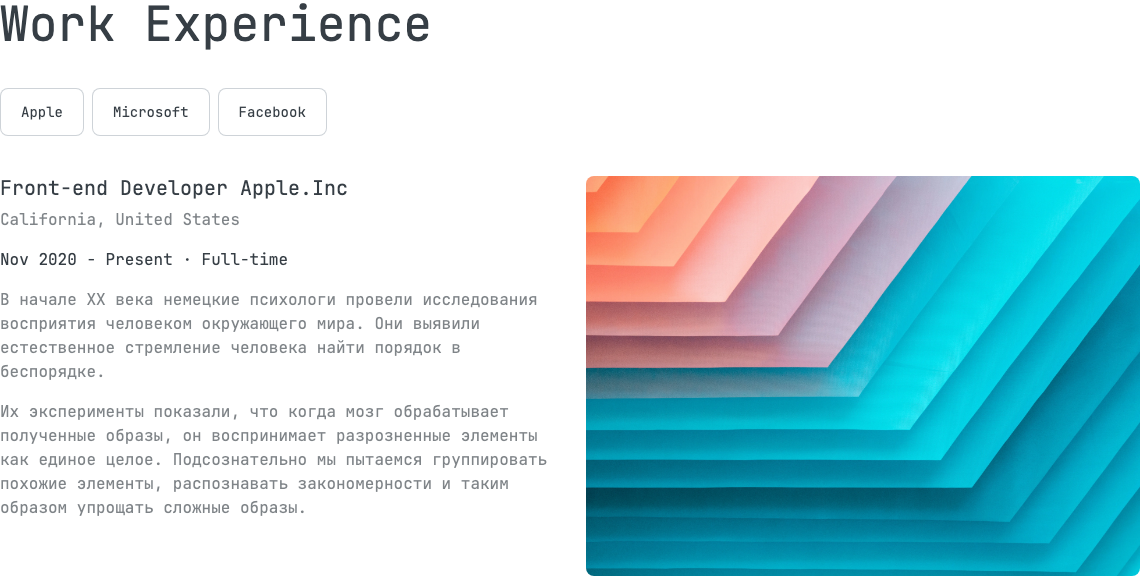 Work Experience
Apple
Microsoft
Facebook
Front-end Developer Apple.Inc
California, United States
Nov 2020 - Present · Full-time
В начале XX века немецкие психологи провели исследования
восприятия человеком окружающего мира. Они выявили
естественное стремление человека найти порядок в
беспорядке.
Их эксперименты показали, что когда мозг обрабатывает
полученные образы, он воспринимает разрозненные элементы
как единое целое. Подсознательно мы пытаемся группировать
похожие элементы, распознавать закономерности и таким
образом упрощать сложные образы.